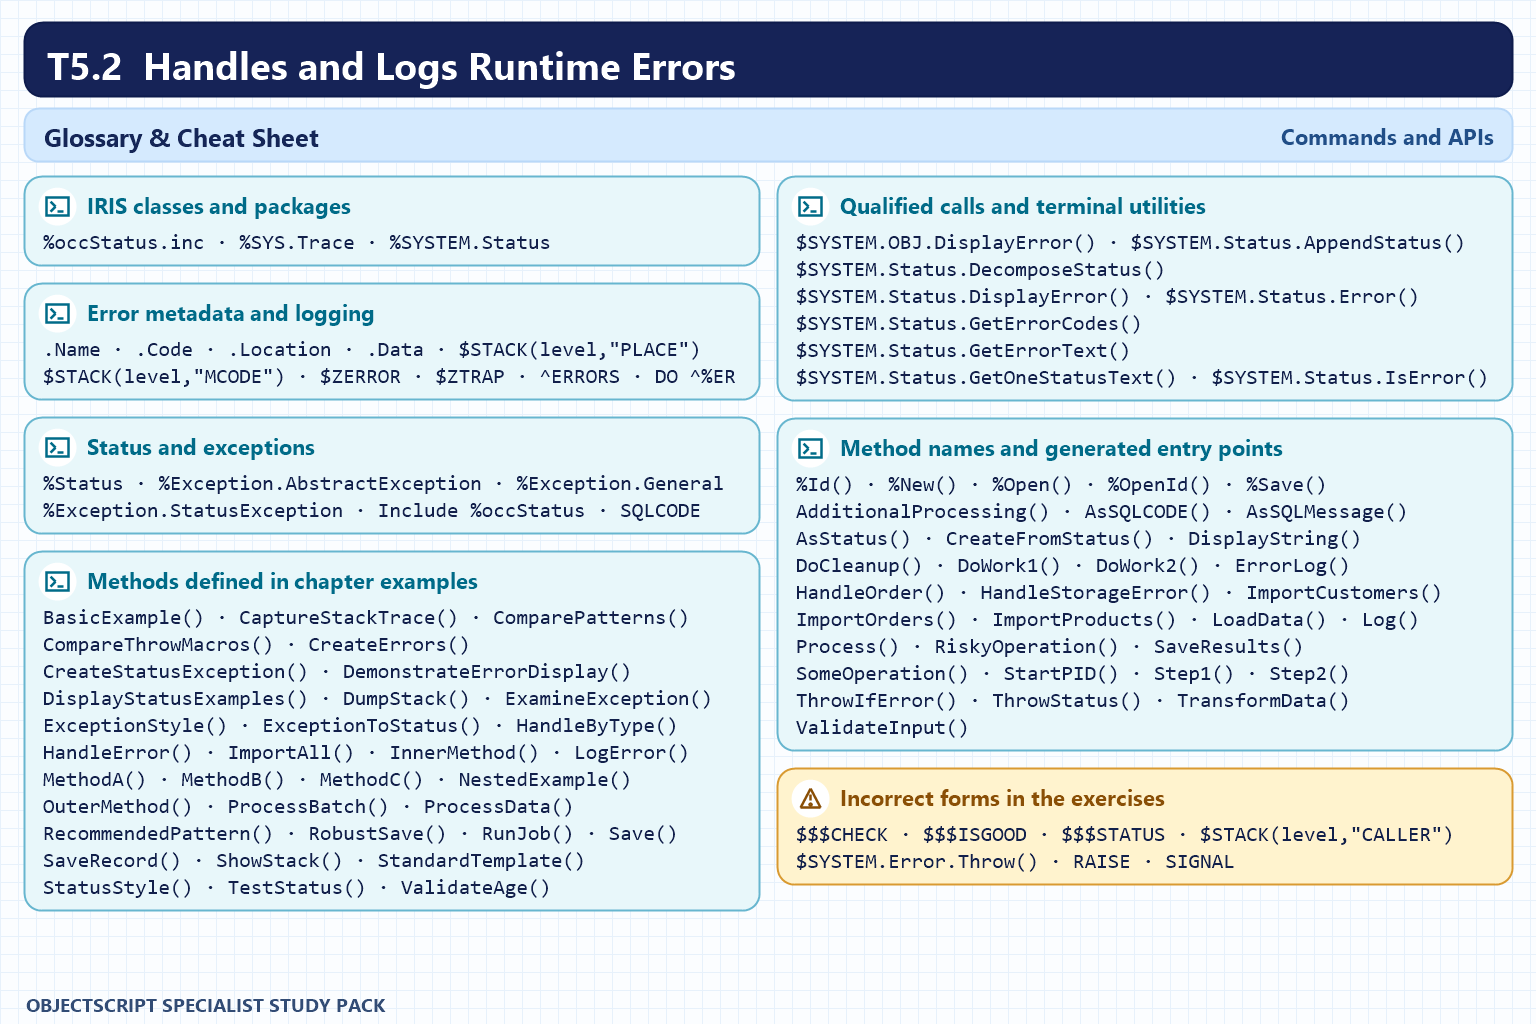 T5.2 Handles and Logs Runtime Errors
Glossary & Cheat Sheet
Commands and APIs
IRIS classes and packages
%occStatus.inc · %SYS.Trace · %SYSTEM.Status
Error metadata and logging
.Name · .Code · .Location · .Data · $STACK(level,"PLACE")
$STACK(level,"MCODE") · $ZERROR · $ZTRAP · ^ERRORS · DO ^%ER
Status and exceptions
%Status · %Exception.AbstractException · %Exception.General
%Exception.StatusException · Include %occStatus · SQLCODE
Methods defined in chapter examples
BasicExample() · CaptureStackTrace() · ComparePatterns()
CompareThrowMacros() · CreateErrors()
CreateStatusException() · DemonstrateErrorDisplay()
DisplayStatusExamples() · DumpStack() · ExamineException()
ExceptionStyle() · ExceptionToStatus() · HandleByType()
HandleError() · ImportAll() · InnerMethod() · LogError()
MethodA() · MethodB() · MethodC() · NestedExample()
OuterMethod() · ProcessBatch() · ProcessData()
RecommendedPattern() · RobustSave() · RunJob() · Save()
SaveRecord() · ShowStack() · StandardTemplate()
StatusStyle() · TestStatus() · ValidateAge()
Qualified calls and terminal utilities
$SYSTEM.OBJ.DisplayError() · $SYSTEM.Status.AppendStatus()
$SYSTEM.Status.DecomposeStatus()
$SYSTEM.Status.DisplayError() · $SYSTEM.Status.Error()
$SYSTEM.Status.GetErrorCodes()
$SYSTEM.Status.GetErrorText()
$SYSTEM.Status.GetOneStatusText() · $SYSTEM.Status.IsError()
Method names and generated entry points
%Id() · %New() · %Open() · %OpenId() · %Save()
AdditionalProcessing() · AsSQLCODE() · AsSQLMessage()
AsStatus() · CreateFromStatus() · DisplayString()
DoCleanup() · DoWork1() · DoWork2() · ErrorLog()
HandleOrder() · HandleStorageError() · ImportCustomers()
ImportOrders() · ImportProducts() · LoadData() · Log()
Process() · RiskyOperation() · SaveResults()
SomeOperation() · StartPID() · Step1() · Step2()
ThrowIfError() · ThrowStatus() · TransformData()
ValidateInput()
Incorrect forms in the exercises
$$$CHECK · $$$ISGOOD · $$$STATUS · $STACK(level,"CALLER")
$SYSTEM.Error.Throw() · RAISE · SIGNAL
OBJECTSCRIPT SPECIALIST STUDY PACK